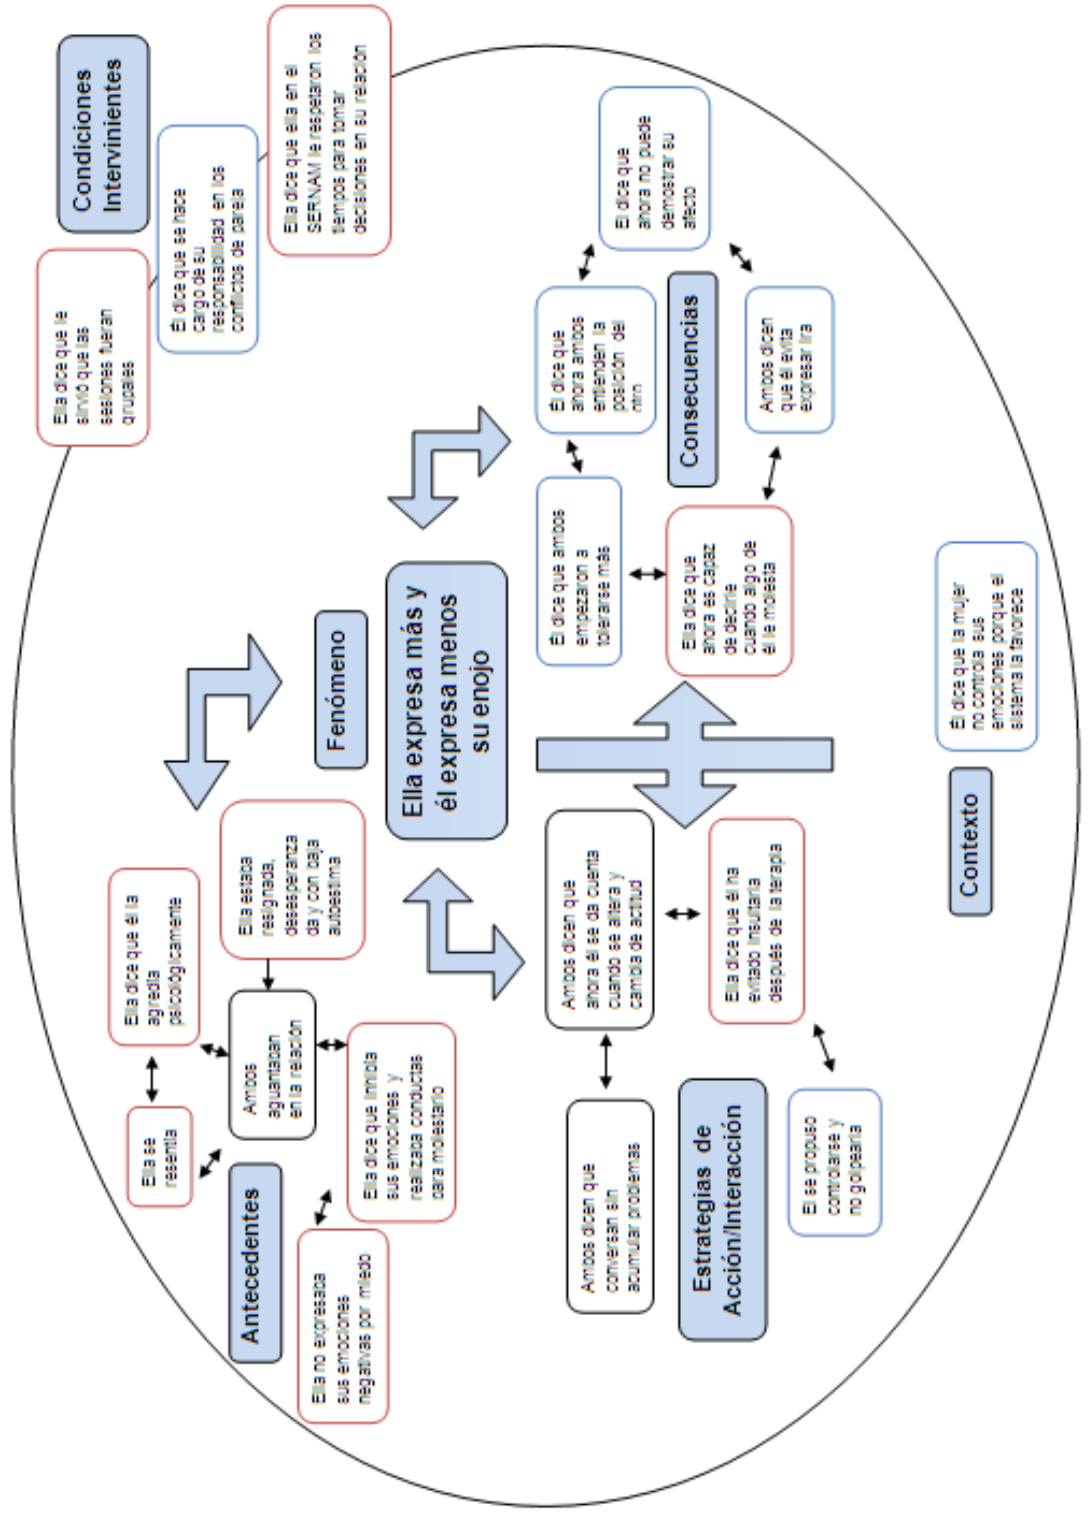 Condiciones
Intervinientes
Ella dice que le
sirvió que las
sesiones fueran
grupales
Él dice que se hace
cargo de su
responsabilidad en los
conflictos de pareja
Ella dice que ella en el
SERNAM le respetaron los
tiempos para tomar
decisiones en su relación
Antecedentes
Ella se
resentía
Ella dice que él la
agredía
psicológicamente
Ambos
aguantaban
en la relación
Ella estaba
resignada,
desesperanza
da y con baja
autoestima
Ella no expresaba
sus emociones
negativas por miedo
Ella dice que inhibía
sus emociones y
realizaba conductas
para molestarlo
Fenómeno
Ella expresa más y
él expresa menos
su enojo
Él dice que ambos
empezaron a
tolerarse más
Él dice que
ahora ambos
entienden la
posición del
otro
El dice que
ahora no puede
demostrar su
afecto
Consecuencias
Ella dice que
ahora es capaz
de decirle
cuando algo de
él le molesta
Ambos dicen
que él evita
expresar ira
Ambos dicen que
conversan sin
acumular problemas
Ambos dicen que
ahora él se da cuenta
cuando se altera y
cambia de actitud
Estrategias de
Acción/Interacción
Ella dice que él ha
evitado insultarla
después de la terapia
El se propuso
controlarse y
no golpearla
Contexto
Él dice que la mujer
no controla sus
emociones porque el
sistema la favorece